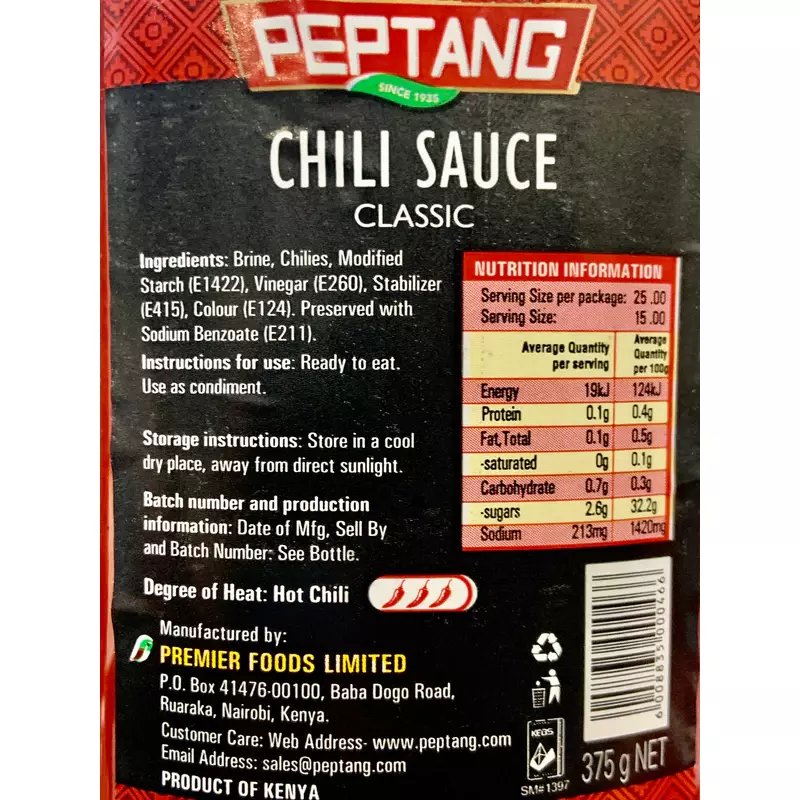 PEPTANG
SINCE 1935
CHILI SAUCE
CLASSIC
Ingredients: Brine, Chilies, Modified
Starch (E1422), Vinegar (E260), Stabilizer
(E415), Colour (E124). Preserved with
Sodium Benzoate (E211).
Instructions for use: Ready to eat.
Use as condiment.
Storage instructions: Store in a cool
dry place, away from direct sunlight.
Batch number and production
information: Date of Mfg, Sell By
and Batch Number: See Bottle.
Degree of Heat: Hot Chili
Manufactured by:
PREMIER FOODS LIMITED
P.O. Box 41476-00100, Baba Dogo Road,
Ruaraka, Nairobi, Kenya.
Customer Care: Web Address- www.peptang.com
Email Address: sales@peptang.com
PRODUCT OF KENYA
NUTRITION INFORMATION
Serving Size per package: 25 .00
Serving Size: 15 .00
Average Quantity per serving Average Quantity per 100g
Energy 19kJ 124kJ
Protein 0.1g 0.4g
Fat,Total 0.1g 0.5g
-saturated 0g 0.1g
Carbohydrate 0.7g 0.3g
-sugars 2.6g 32.2g
Sodium 213mg 1420mg
6 008835 000466
KEBS
SM# 1397
375 g NET